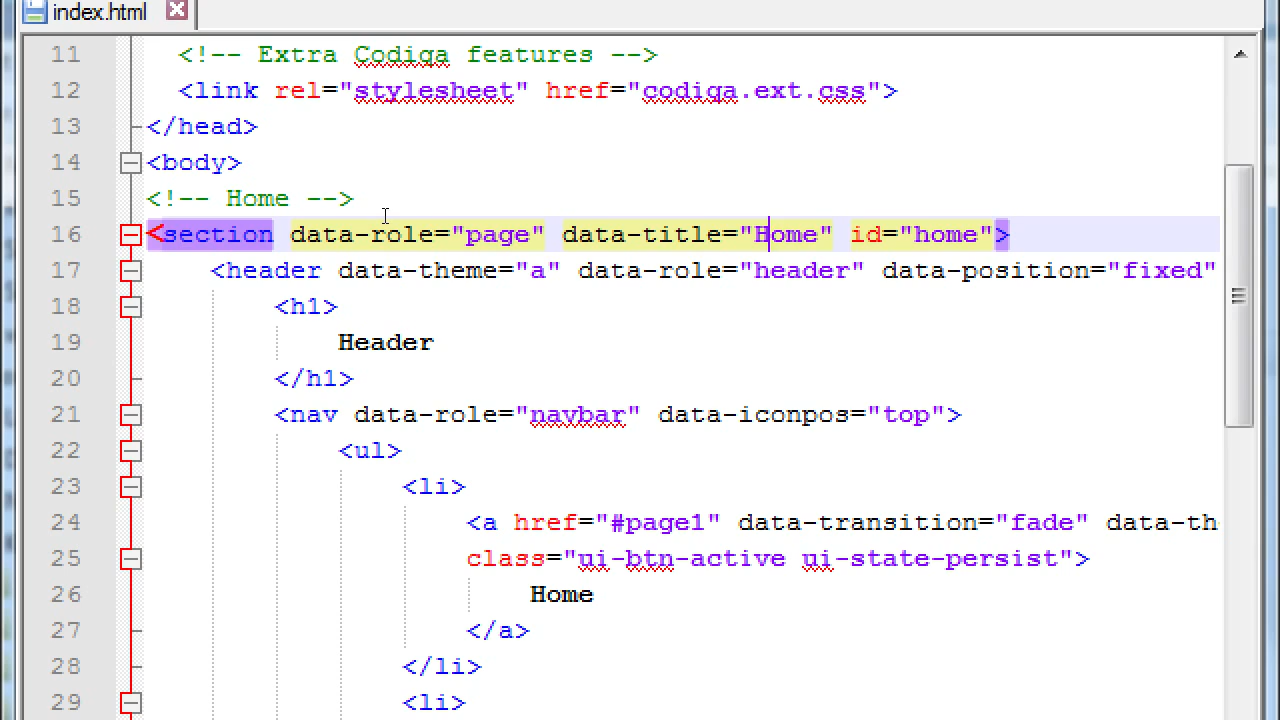 index.html
11 <!-- Extra Codiqa features -->
12 <link rel="stylesheet" href="codiqa.ext.css">
13 </head>
14 <body>
15 <!-- Home -->
16 <section data-role="page" data-title="Home" id="home">
17 <header data-theme="a" data-role="header" data-position="fixed"
18 <h1>
19 Header
20 </h1>
21 <nav data-role="navbar" data-iconpos="top">
22 <ul>
23 <li>
24 <a href="#page1" data-transition="fade" data-th
25 class="ui-btn-active ui-state-persist">
26 Home
27 </a>
28 </li>
29 <li>